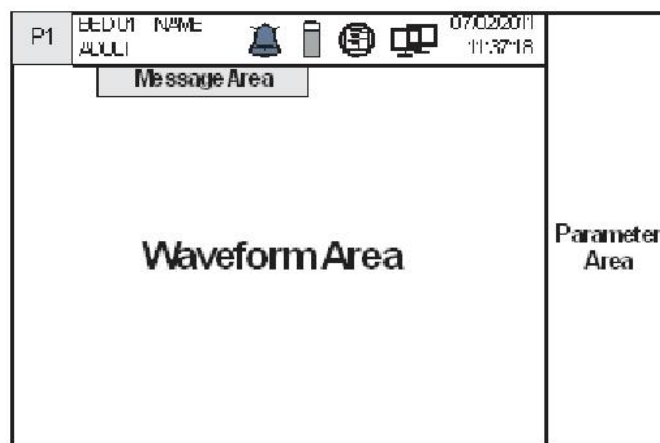 P1
BED 01 NAME
ADULT
07/02/2011
11:37:18
Message Area
Waveform Area
Parameter
Area